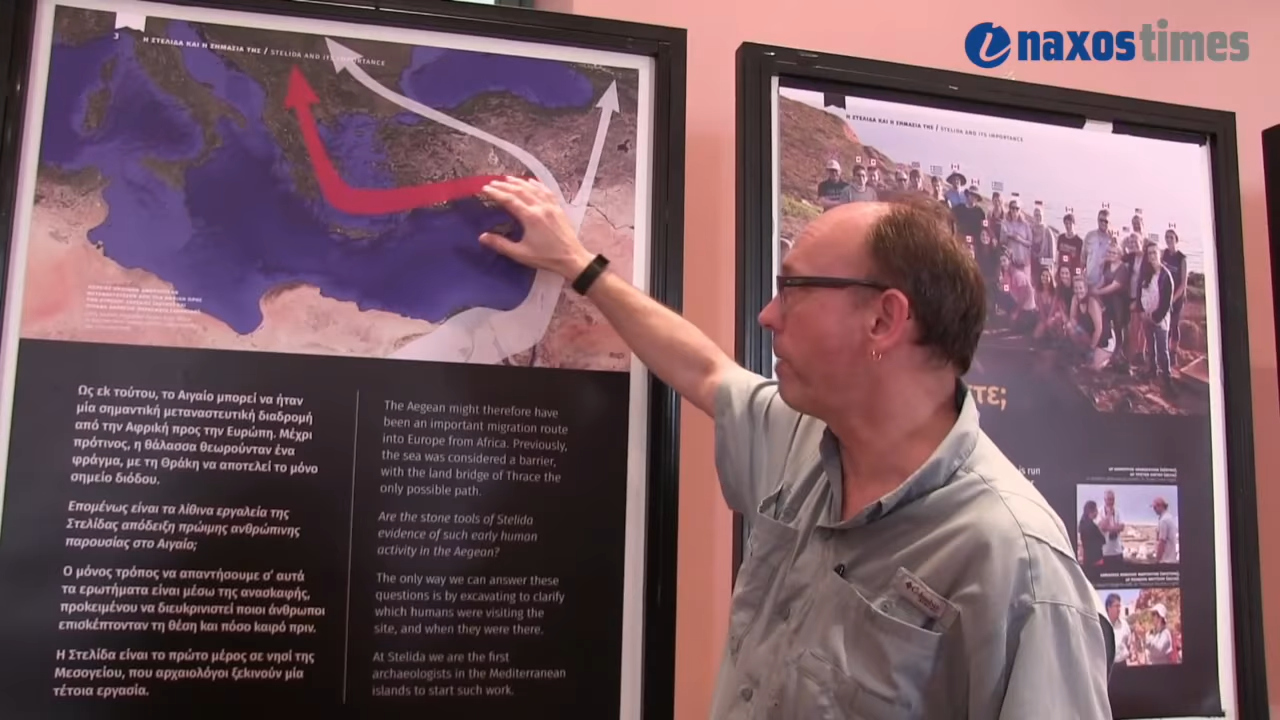 naxostimes
3 Η ΣΤΕΛΙΔΑ ΚΑΙ Η ΣΗΜΑΣΙΑ ΤΗΣ / STELIDA AND ITS IMPORTANCE
Ως εκ τούτου, το Αιγαίο μπορεί να ήταν
μία σημαντική μεταναστευτική διαδρομή
από την Αφρική προς την Ευρώπη. Μέχρι
πρότινος, η θάλασσα θεωρούνταν ένα
φράγμα, με τη Θράκη να αποτελεί το μόνο
σημείο διόδου.
Επομένως είναι τα λίθινα εργαλεία της
Στελίδας απόδειξη πρώιμης ανθρώπινης
παρουσίας στο Αιγαίο;
Ο μόνος τρόπος να απαντήσουμε σ' αυτά
τα ερωτήματα είναι μέσω της ανασκαφής,
προκειμένου να διευκρινιστεί ποιοι άνθρωποι
επισκέπτονταν τη θέση και πόσο καιρό πριν.
Η Στελίδα είναι το πρώτο μέρος σε νησί της
Μεσογείου, που αρχαιολόγοι ξεκινούν μία
τέτοια εργασία.
The Aegean might therefore have
been an important migration route
into Europe from Africa. Previously,
the sea was considered a barrier,
with the land bridge of Thrace the
only possible path.
Are the stone tools of Stelida
evidence of such early human
activity in the Aegean?
The only way we can answer these
questions is by excavating to clarify
which humans were visiting the
site, and when they were there.
At Stelida we are the first
archaeologists in the Mediterranean
islands to start such work.
Η ΣΤΕΛΙΔΑ ΚΑΙ Η ΣΗΜΑΣΙΑ ΤΗΣ / STELIDA AND ITS IMPORTANCE
τε;
is run
Columbia